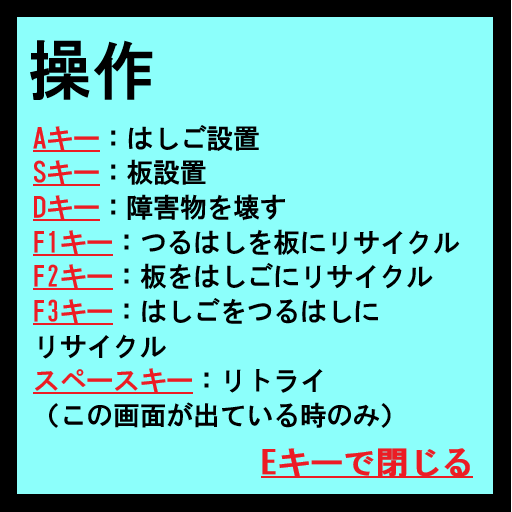 操作
Aキー：はしご設置
Sキー：板設置
Dキー：障害物を壊す
F1キー：つるはしを板にリサイクル
F2キー：板をはしごにリサイクル
F3キー：はしごをつるはしに
リサイクル
スペースキー：リトライ
（この画面が出ている時のみ）
Eキーで閉じる